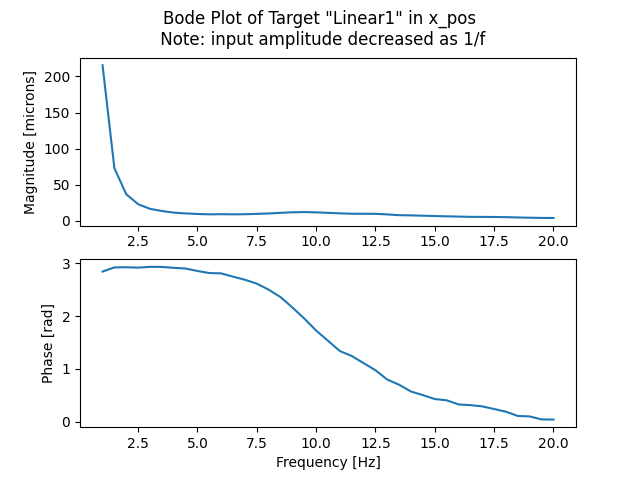 Bode Plot of Target "Linear1" in x_pos
Note: input amplitude decreased as 1/f
Magnitude [microns]
200
150
100
50
0
2.5 5.0 7.5 10.0 12.5 15.0 17.5 20.0
Phase [rad]
3
2
1
0
2.5 5.0 7.5 10.0 12.5 15.0 17.5 20.0
Frequency [Hz]